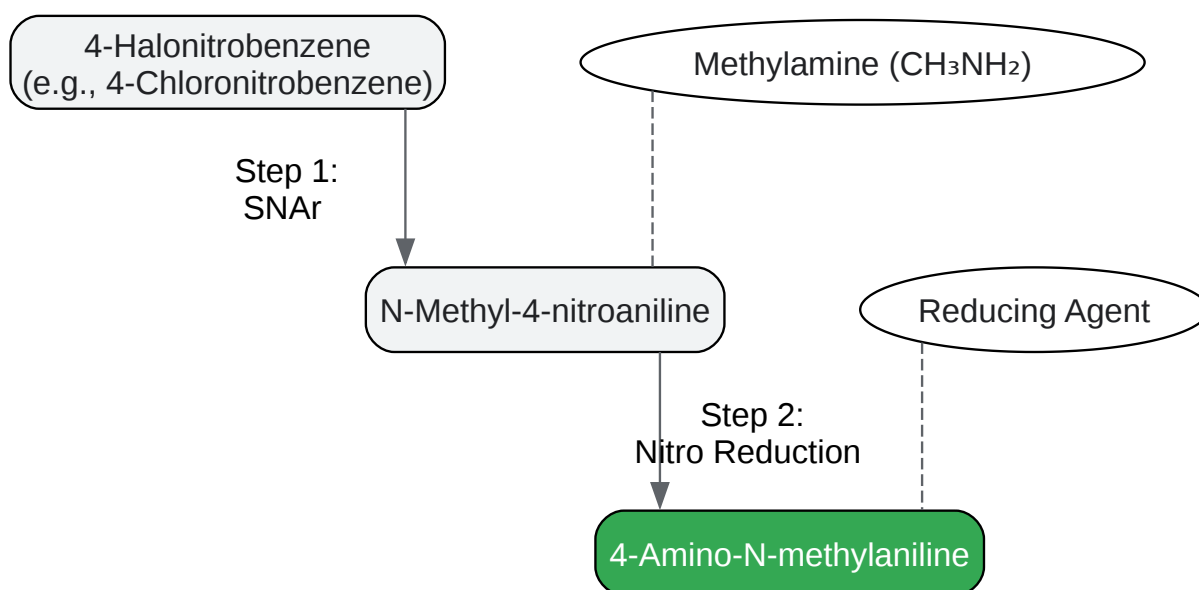 4-Halonitrobenzene
(e.g., 4-Chloronitrobenzene)
Methylamine (CH₃NH₂)
Step 1:
SNAr
N-Methyl-4-nitroaniline
Reducing Agent
Step 2:
Nitro Reduction
4-Amino-N-methylaniline